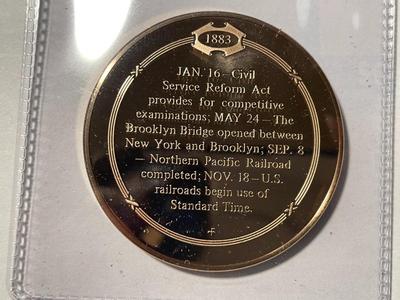 1883
JAN. 16 — Civil
Service Reform Act
provides for competitive
examinations; MAY 24 — The
Brooklyn Bridge opened between
New York and Brooklyn; SEP. 8
— Northern Pacific Railroad
completed; NOV. 18 — U.S.
railroads begin use of
Standard Time.